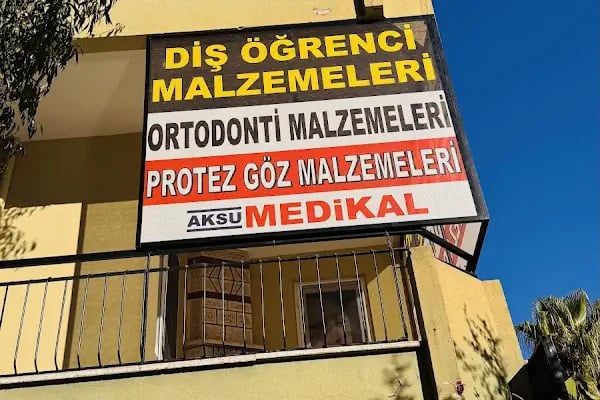 DİŞ ÖĞRENCİ
MALZEMELERİ
ORTODONTİ MALZEMELERİ
PROTEZ GÖZ MALZEMELERİ
AKSU MEDİKAL